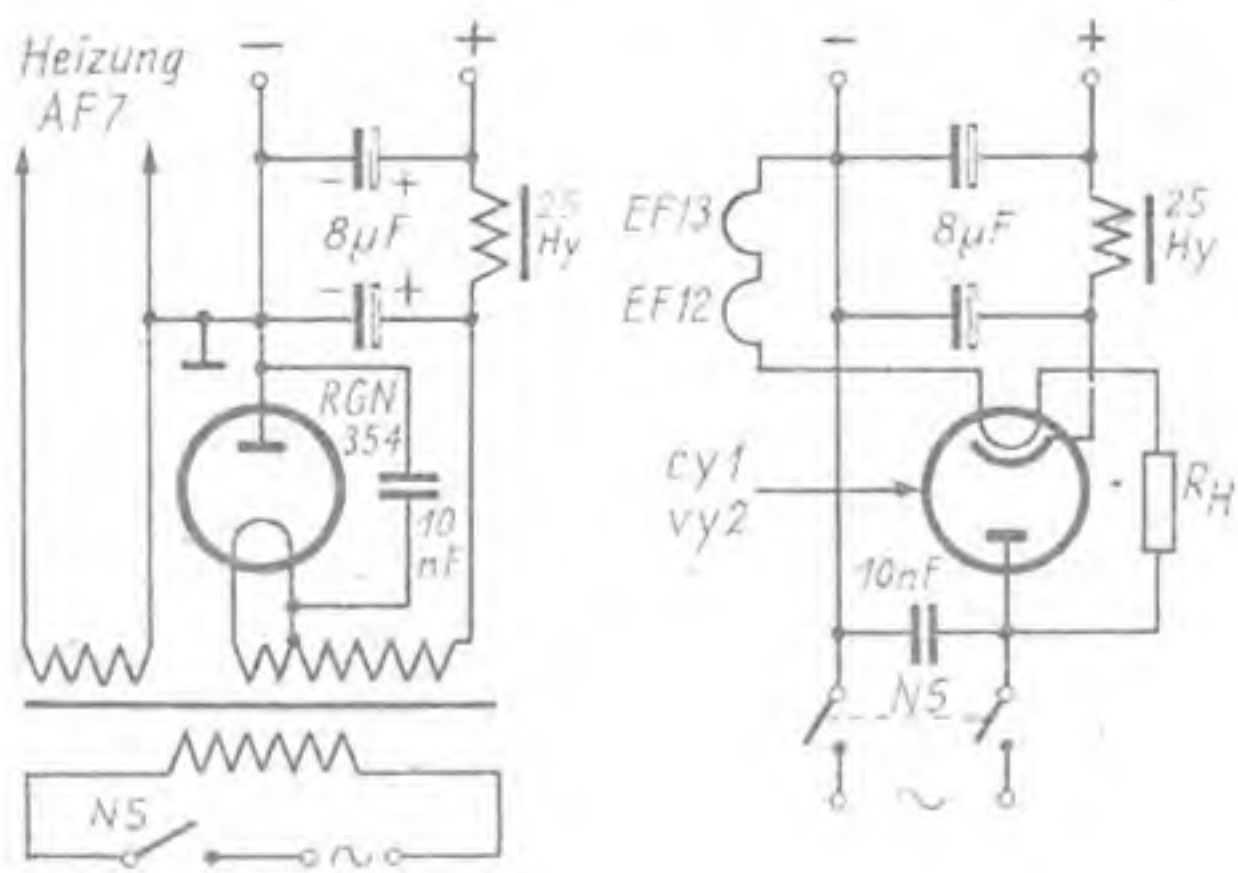 Heizung
AF7
− +
− +
8µF
− +
25
Hy
RGN
354
10
nF
NS
∼
− +
EF13
EF12
8µF
25
Hy
cy1
vy2
RH
10nF
NS
∼